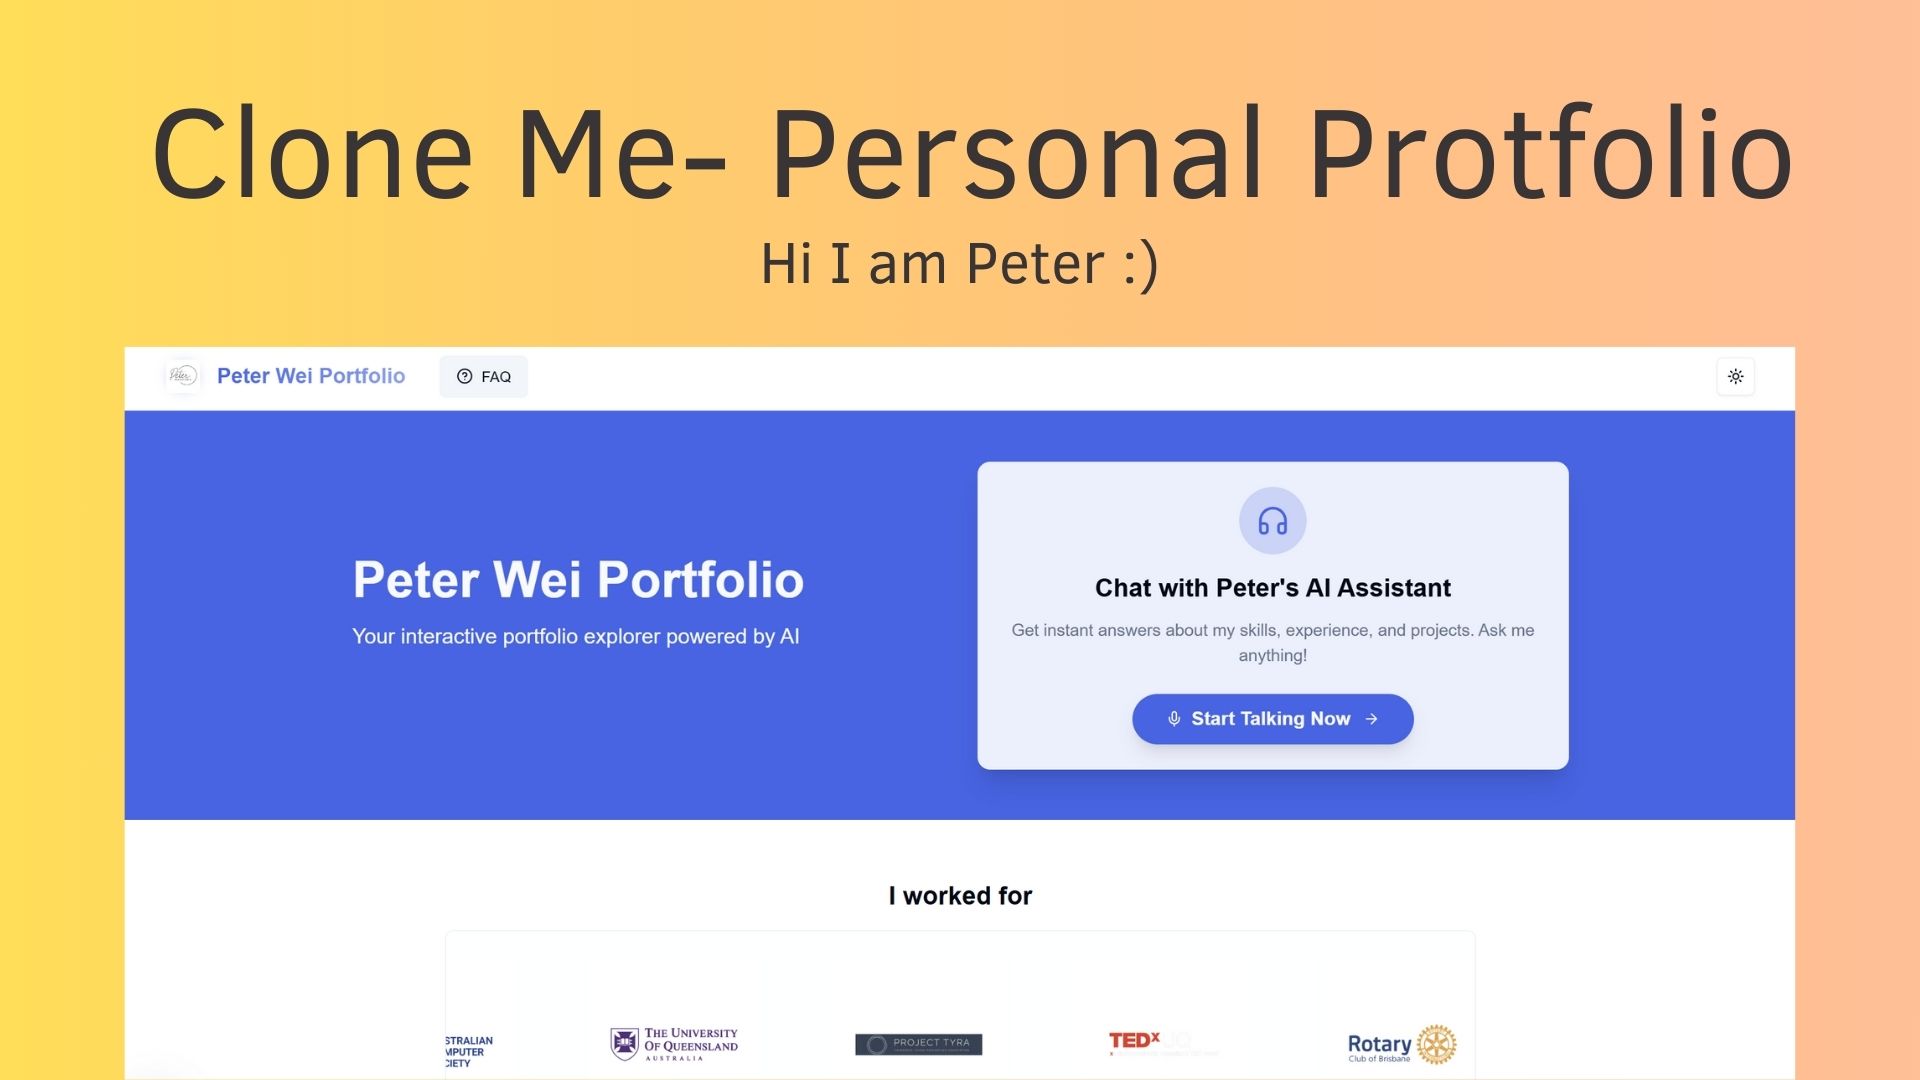 Clone Me- Personal Protfolio
Hi I am Peter :)
Peter
Peter Wei Portfolio
FAQ
Peter Wei Portfolio
Your interactive portfolio explorer powered by AI
Chat with Peter's AI Assistant
Get instant answers about my skills, experience, and projects. Ask me
anything!
Start Talking Now
I worked for
STRALIAN
MPUTER
CIETY
THE UNIVERSITY
OF QUEENSLAND
AUSTRALIA
PROJECT TYRA
TEDx UQ
Rotary
Club of Brisbane